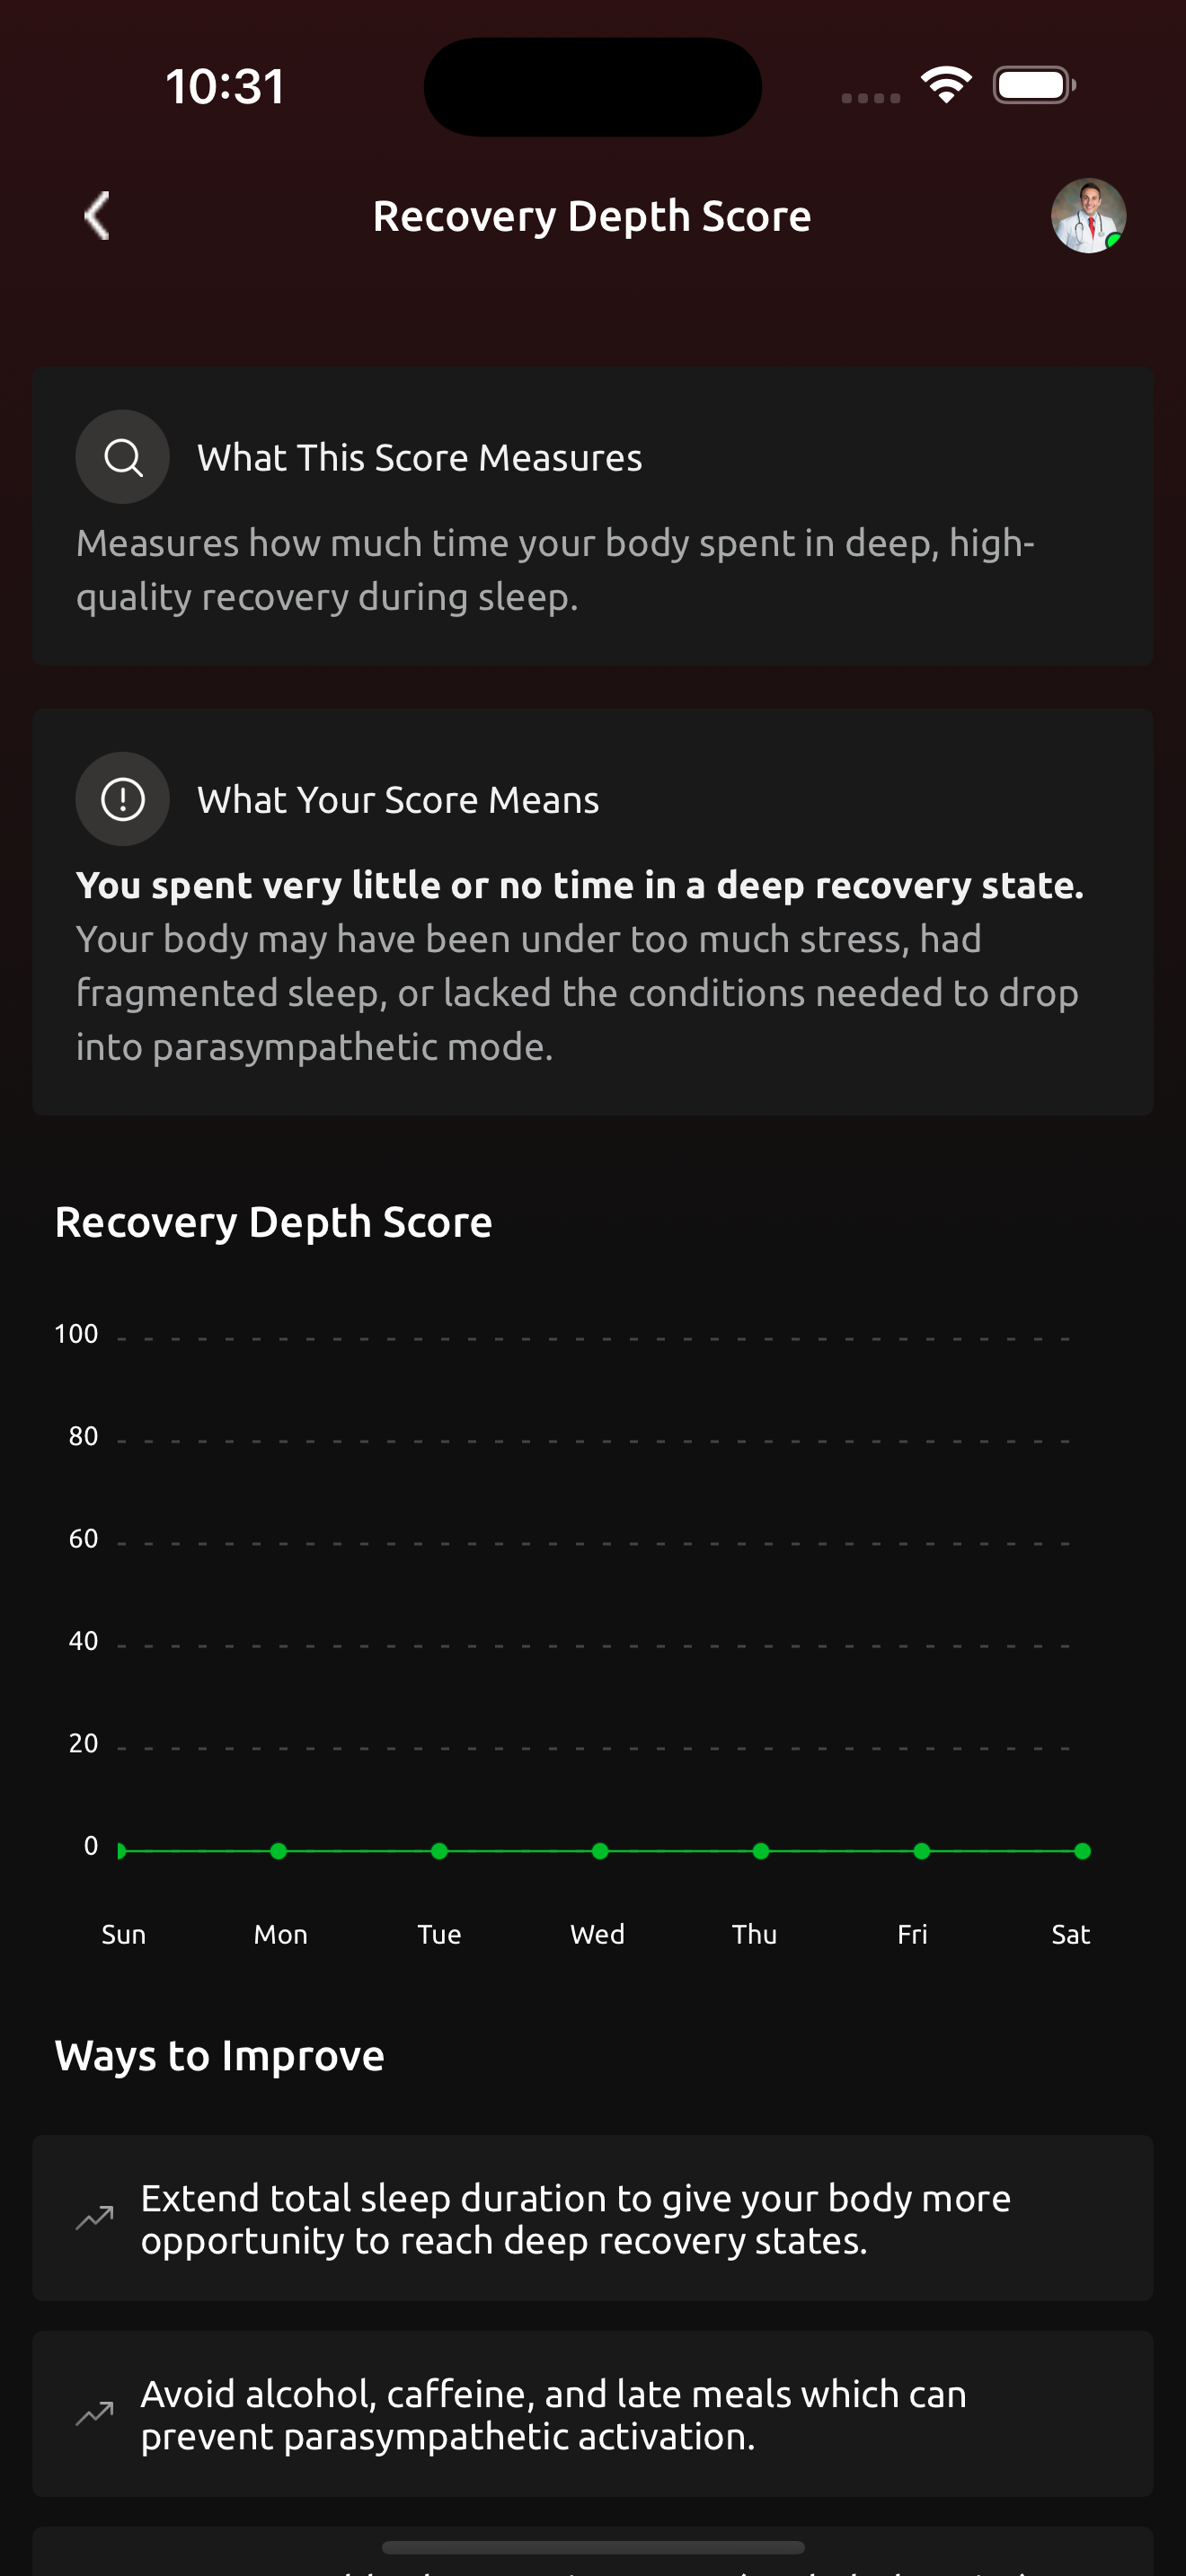 10:31
Recovery Depth Score
What This Score Measures
Measures how much time your body spent in deep, high-
quality recovery during sleep.
What Your Score Means
You spent very little or no time in a deep recovery state.
Your body may have been under too much stress, had
fragmented sleep, or lacked the conditions needed to drop
into parasympathetic mode.
Recovery Depth Score
100
80
60
40
20
0
Sun Mon Tue Wed Thu Fri Sat
Ways to Improve
Extend total sleep duration to give your body more
opportunity to reach deep recovery states.
Avoid alcohol, caffeine, and late meals which can
prevent parasympathetic activation.